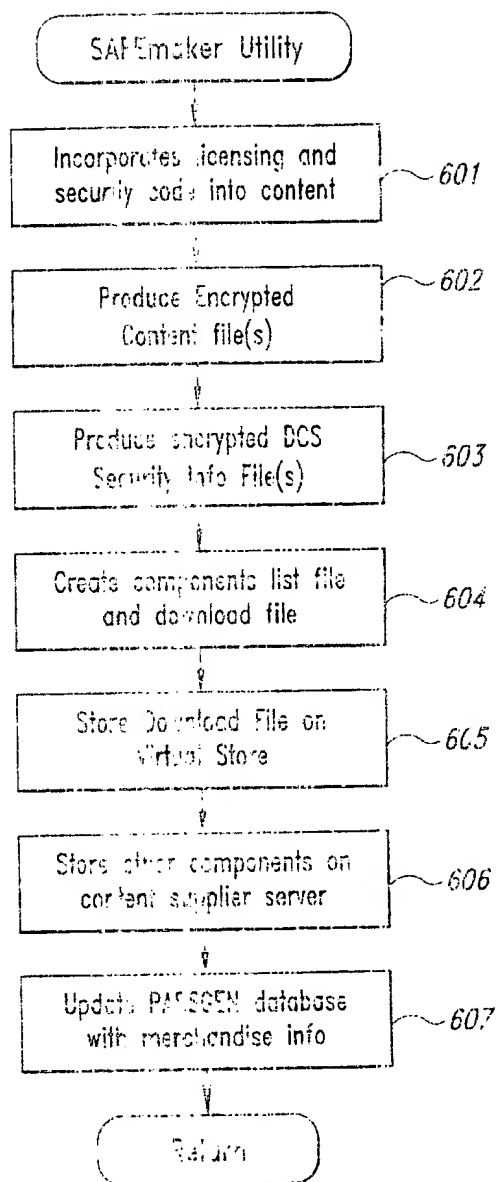 SAFEmaker Utility
Incorporates licensing and
security code into content
601
Produce Encrypted
Content file(s)
602
Produce encrypted DCS
Security Info File(s)
603
Create components list file
and download file
604
Store Download File on
Virtual Store
605
Store other components on
content supplier server
606
Update PASSGEN database
with merchandise info
607
Return